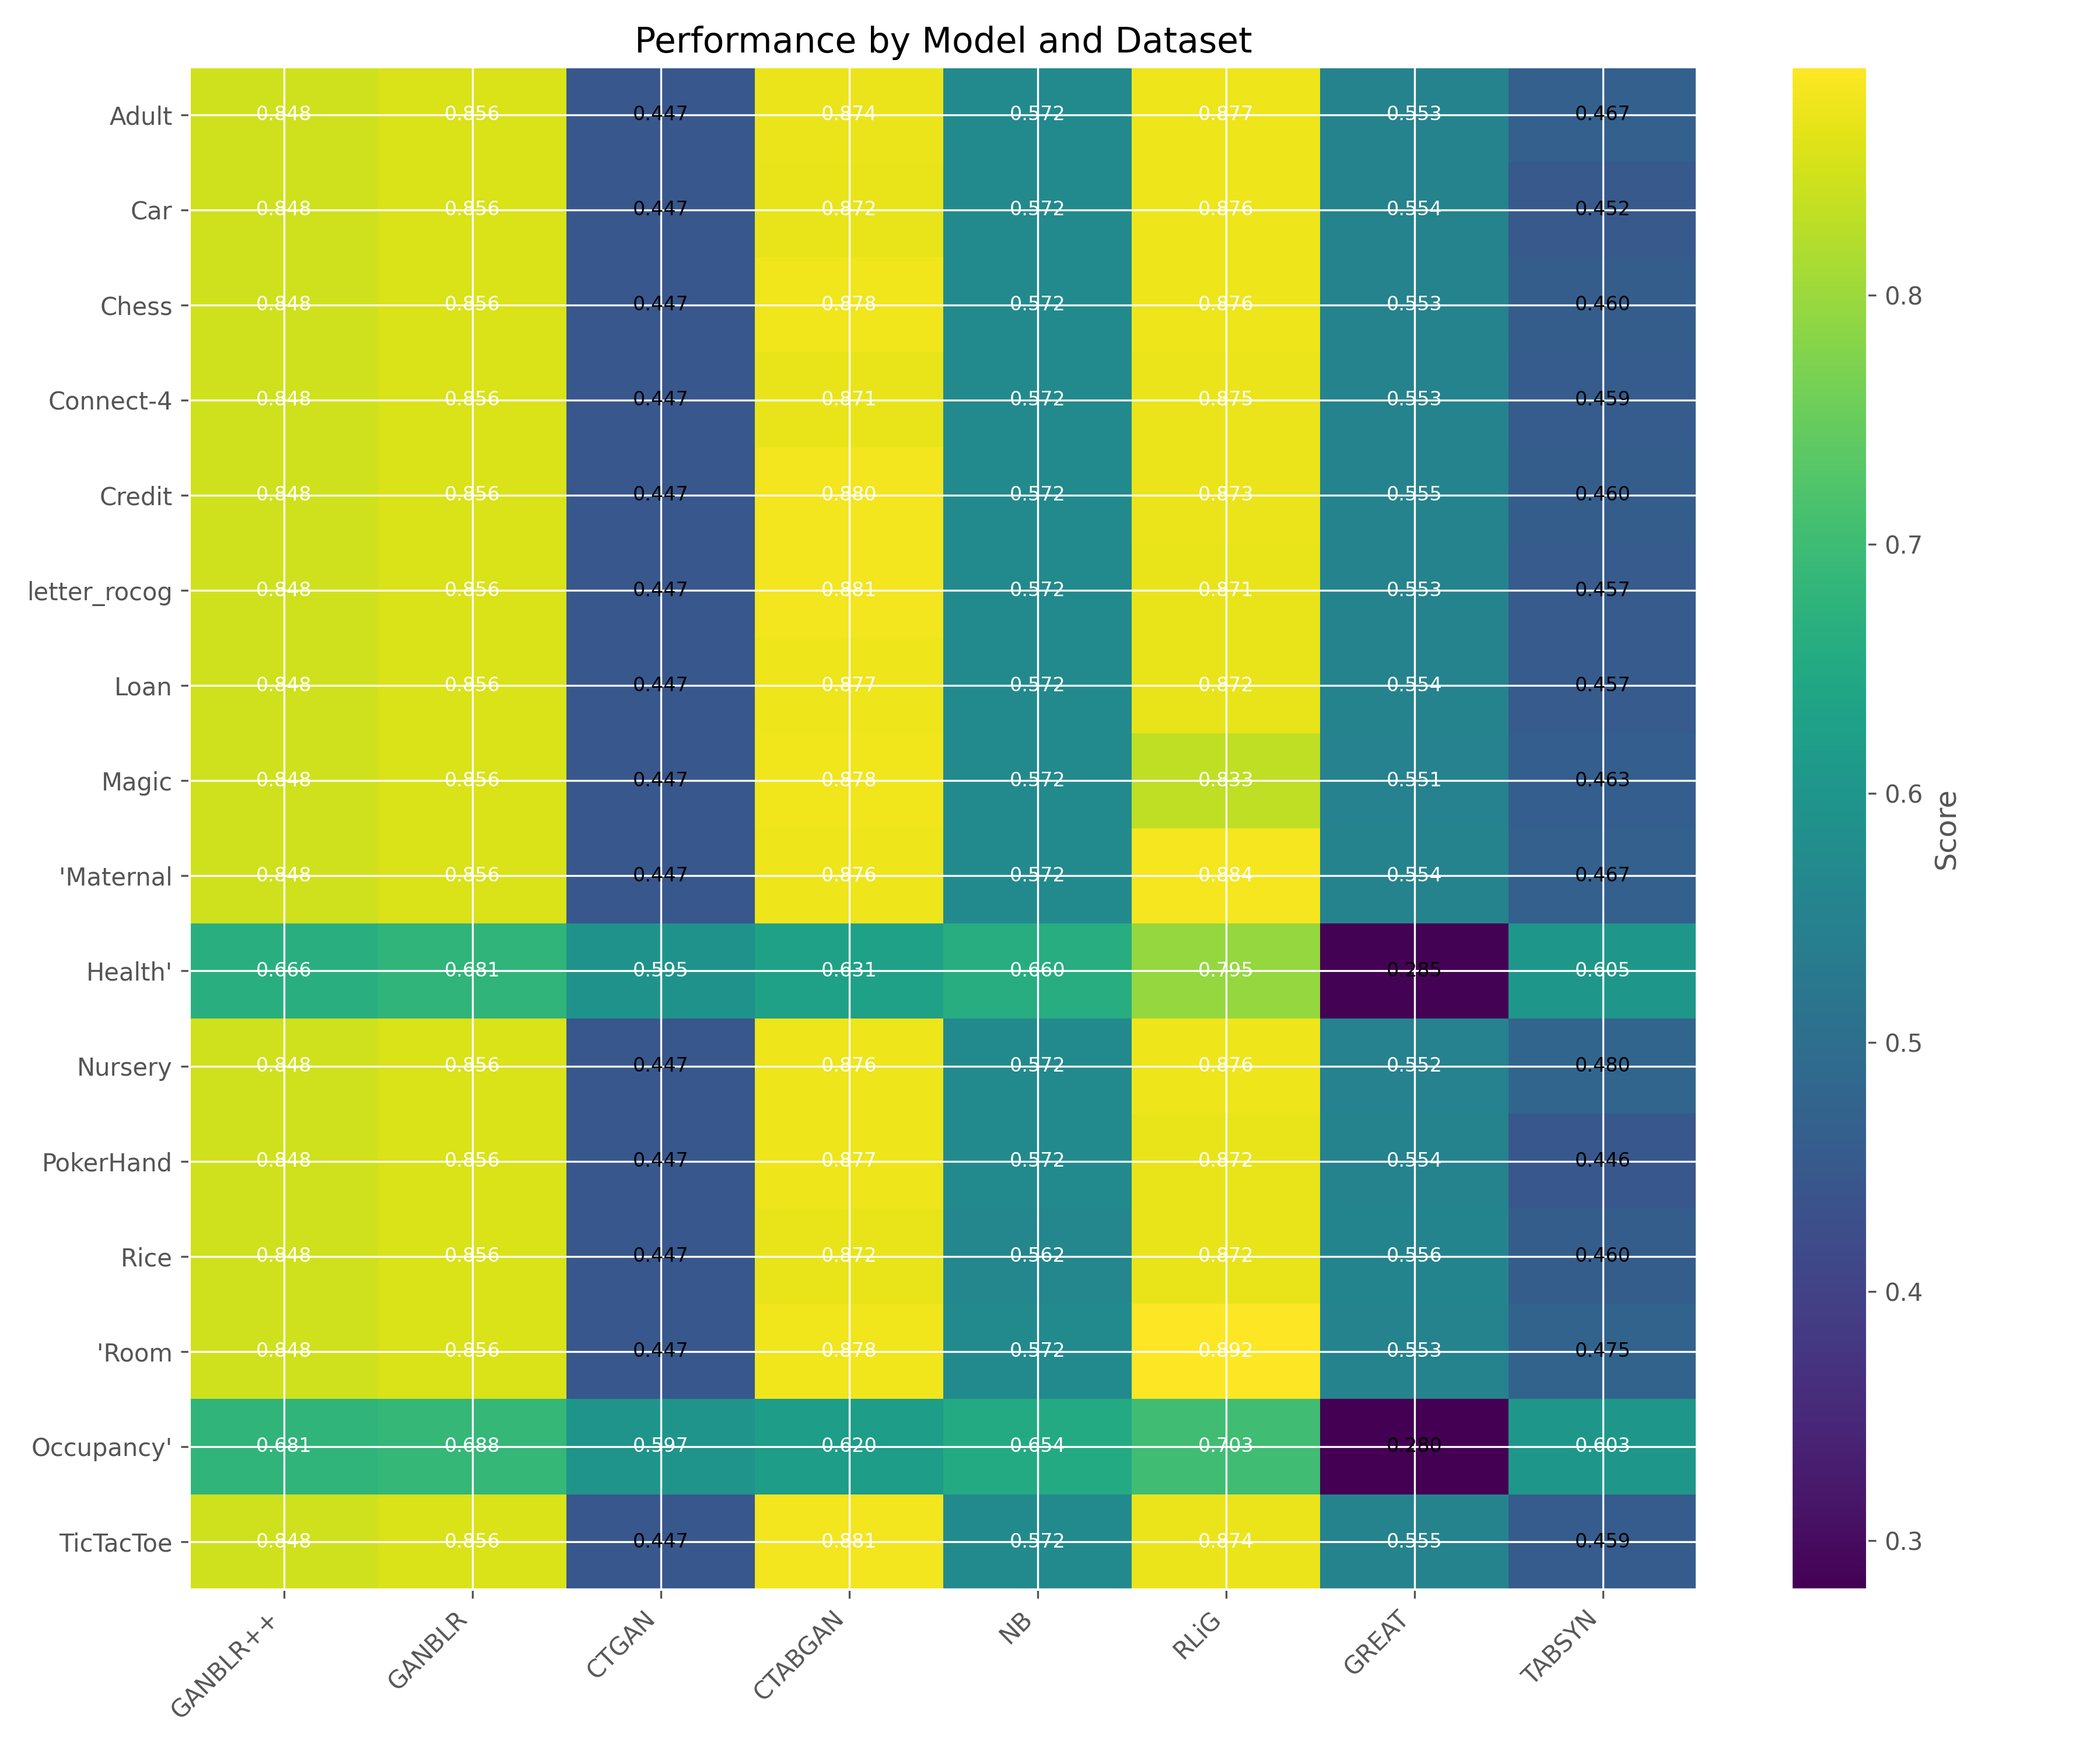 Performance by Model and Dataset
Adult 0.848 0.856 0.447 0.874 0.572 0.877 0.553 0.467
Car 0.848 0.856 0.447 0.872 0.572 0.876 0.554 0.452
Chess 0.848 0.856 0.447 0.878 0.572 0.876 0.553 0.460
Connect-4 0.848 0.856 0.447 0.871 0.572 0.875 0.553 0.459
Credit 0.848 0.856 0.447 0.880 0.572 0.873 0.555 0.460
letter_rocog 0.848 0.856 0.447 0.881 0.572 0.871 0.553 0.457
Loan 0.848 0.856 0.447 0.877 0.572 0.872 0.554 0.457
Magic 0.848 0.856 0.447 0.878 0.572 0.833 0.551 0.463
'Maternal 0.848 0.856 0.447 0.876 0.572 0.884 0.554 0.467
Health' 0.666 0.681 0.595 0.631 0.660 0.795 0.285 0.605
Nursery 0.848 0.856 0.447 0.876 0.572 0.876 0.552 0.480
PokerHand 0.848 0.856 0.447 0.877 0.572 0.872 0.554 0.446
Rice 0.848 0.856 0.447 0.872 0.562 0.872 0.556 0.460
'Room 0.848 0.856 0.447 0.878 0.572 0.892 0.553 0.475
Occupancy' 0.681 0.688 0.597 0.620 0.654 0.703 0.280 0.603
TicTacToe 0.848 0.856 0.447 0.881 0.572 0.874 0.555 0.459
GANBLR++ GANBLR CTGAN CTABGAN NB RLiG GREAT TABSYN
0.8
0.7
0.6
0.5
0.4
0.3
Score